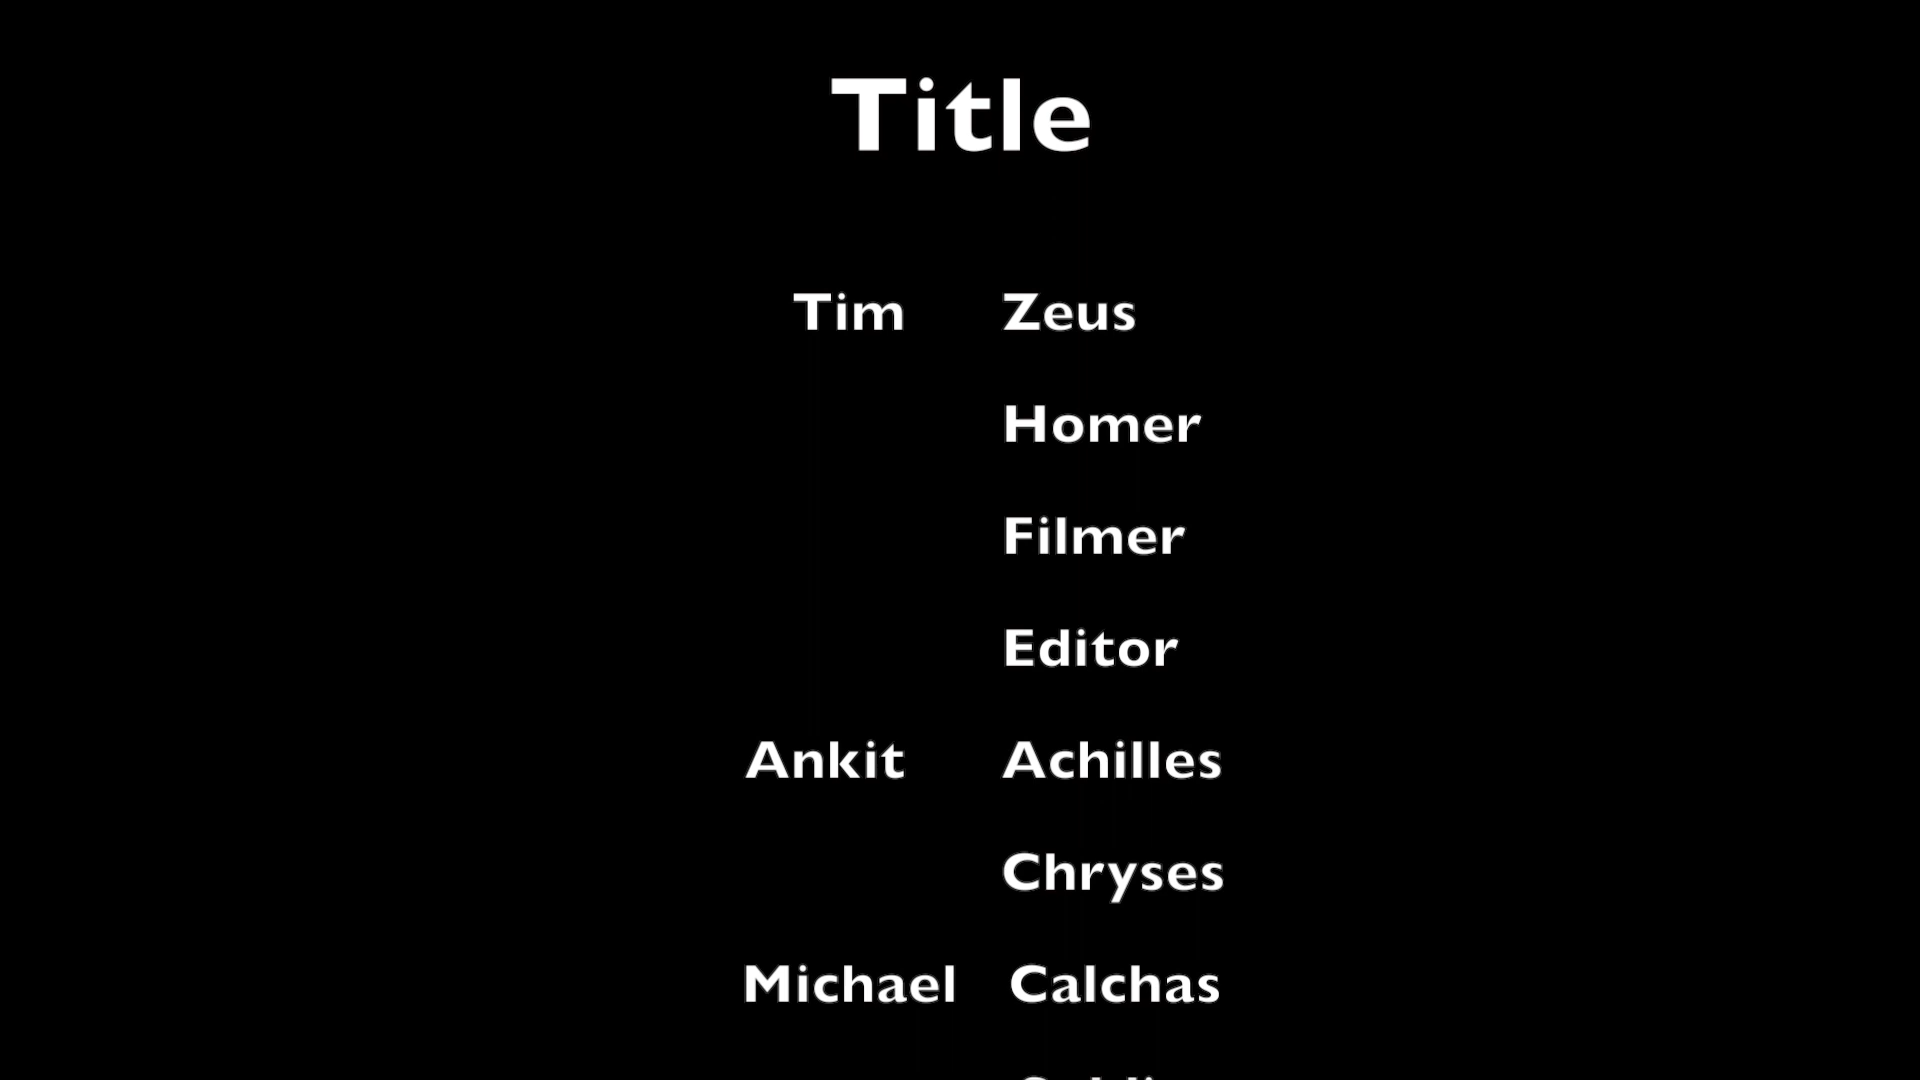 Title
Tim Zeus
Homer
Filmer
Editor
Ankit Achilles
Chryses
Michael Calchas